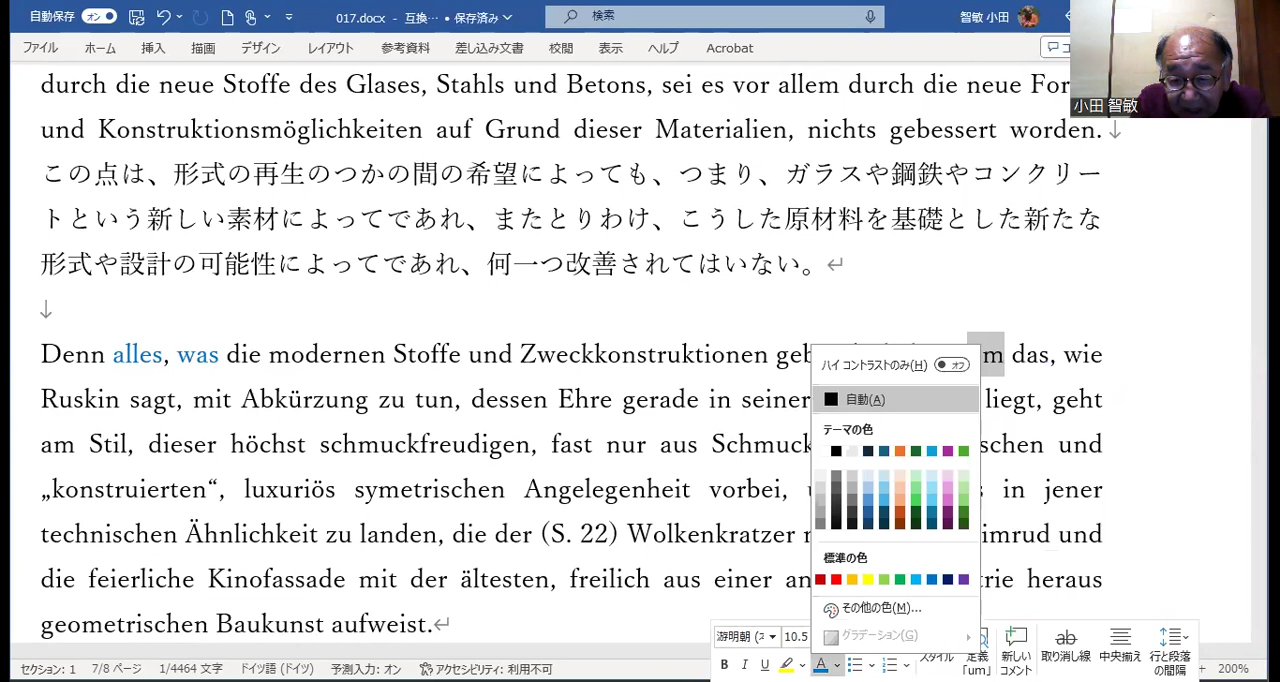 自動保存 オン 017.docx - 互換… • 保存済み 検索 智敏 小田
ファイル ホーム 挿入 描画 デザイン レイアウト 参考資料 差し込み文書 校閲 表示 ヘルプ Acrobat
小田 智敏
durch die neue Stoffe des Glases, Stahls und Betons, sei es vor allem durch die neue
und Konstruktionsmöglichkeiten auf Grund dieser Materialien, nichts gebessert worden.↓
この点は、形式の再生のつかの間の希望によっても、つまり、ガラスや鋼鉄やコンクリー
トという新しい素材によってであれ、またとりわけ、こうした原材料を基礎とした新たな
形式や設計の可能性によってであれ、何一つ改善されてはいない。↵
↓
Denn alles, was die modernen Stoffe und Zweckkonstruktionen das, wie
Ruskin sagt, mit Abkürzung zu tun, dessen Ehre gerade in seiner liegt, geht
am Stil, dieser höchst schmuckfreudigen, fast nur aus und
„konstruierten“, luxuriös symetrischen Angelegenheit vorbei, in jener
technischen Ähnlichkeit zu landen, die der (S. 22) Wolkenkratzer und
die feierliche Kinofassade mit der ältesten, freilich aus einer heraus
geometrischen Baukunst aufweist.↵
ハイ コントラストのみ(H) オフ
自動(A)
テーマの色
標準の色
その他の色(M)...
グラデーション(G)
游明朝 10.5
B I U A
スタイル 定義「um」 新しいコメント 取り消し線 中央揃え 行と段落の間隔
セクション: 1 7/8 ページ 1/4464 文字 ドイツ語 (ドイツ) 予測入力: オン アクセシビリティ: 利用不可 200%